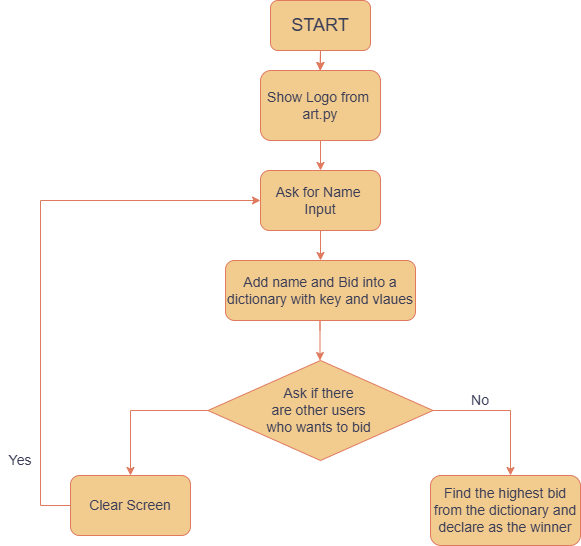 START
Show Logo from
art.py
Ask for Name
Input
Add name and Bid into a
dictionary with key and vlaues
Ask if there
are other users
who wants to bid
No
Yes
Clear Screen
Find the highest bid
from the dictionary and
declare as the winner